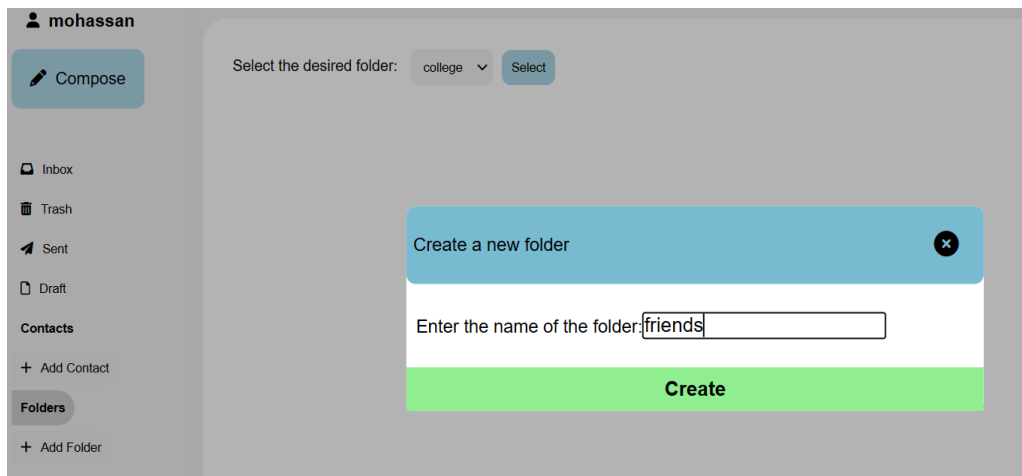 mohassan
Compose
Select the desired folder: college Select
Inbox
Trash
Sent
Draft
Contacts
+ Add Contact
Folders
+ Add Folder
Create a new folder
Enter the name of the folder: friends
Create